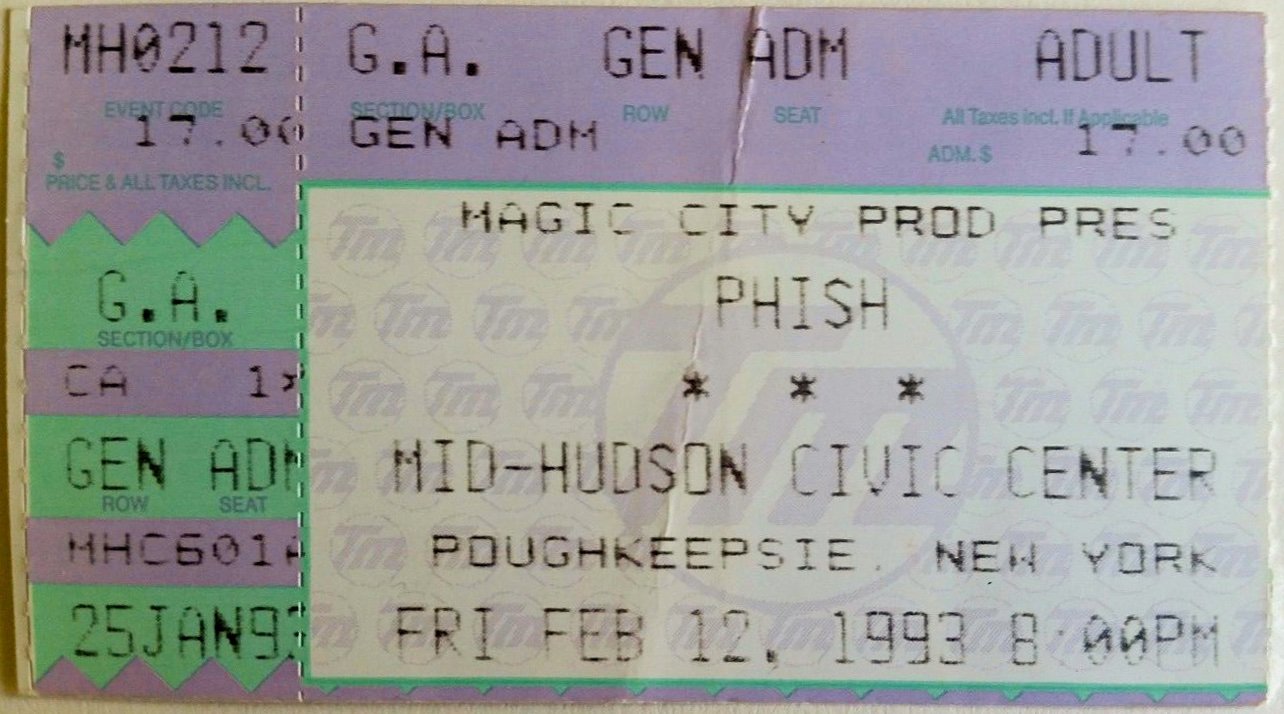 MH0212 G.A. GEN ADM ADULT
EVENT CODE SECTION/BOX ROW SEAT All Taxes incl. If Applicable
17.00 GEN ADM ADM. $ 17.00
$
PRICE & ALL TAXES INCL.
MAGIC CITY PROD PRES
G.A. PHISH
SECTION/BOX
CA 1* * * *
GEN ADM MID-HUDSON CIVIC CENTER
ROW SEAT
MHC601A POUGHKEEPSIE. NEW YORK
25JAN93 FRI FEB 12, 1993 8:00PM